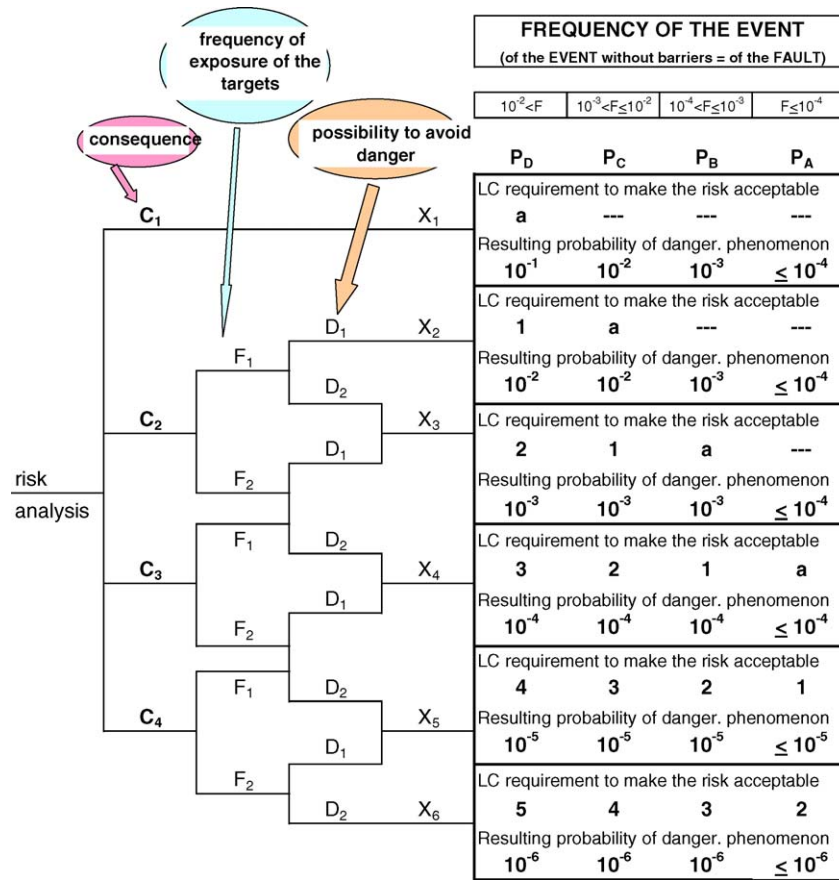 frequency of
exposure of the
targets
consequence
possibility to avoid
danger
FREQUENCY OF THE EVENT
(of the EVENT without barriers = of the FAULT)
10⁻²<F 10⁻³<F≤10⁻² 10⁻⁴<F≤10⁻³ F≤10⁻⁴
P_D P_C P_B P_A
C₁ X₁
LC requirement to make the risk acceptable
a --- --- ---
Resulting probability of danger. phenomenon
10⁻¹ 10⁻² 10⁻³ ≤ 10⁻⁴
F₁ D₁ X₂
LC requirement to make the risk acceptable
1 a --- ---
Resulting probability of danger. phenomenon
10⁻² 10⁻² 10⁻³ ≤ 10⁻⁴
D₂
C₂ X₃
D₁
F₂
LC requirement to make the risk acceptable
2 1 a ---
Resulting probability of danger. phenomenon
10⁻³ 10⁻³ 10⁻³ ≤ 10⁻⁴
risk
analysis
F₁ D₂
C₃ X₄
D₁
F₂
LC requirement to make the risk acceptable
3 2 1 a
Resulting probability of danger. phenomenon
10⁻⁴ 10⁻⁴ 10⁻⁴ ≤ 10⁻⁴
F₁ D₂
C₄ X₅
D₁
F₂
LC requirement to make the risk acceptable
4 3 2 1
Resulting probability of danger. phenomenon
10⁻⁵ 10⁻⁵ 10⁻⁵ ≤ 10⁻⁵
D₂ X₆
LC requirement to make the risk acceptable
5 4 3 2
Resulting probability of danger. phenomenon
10⁻⁶ 10⁻⁶ 10⁻⁶ ≤ 10⁻⁶